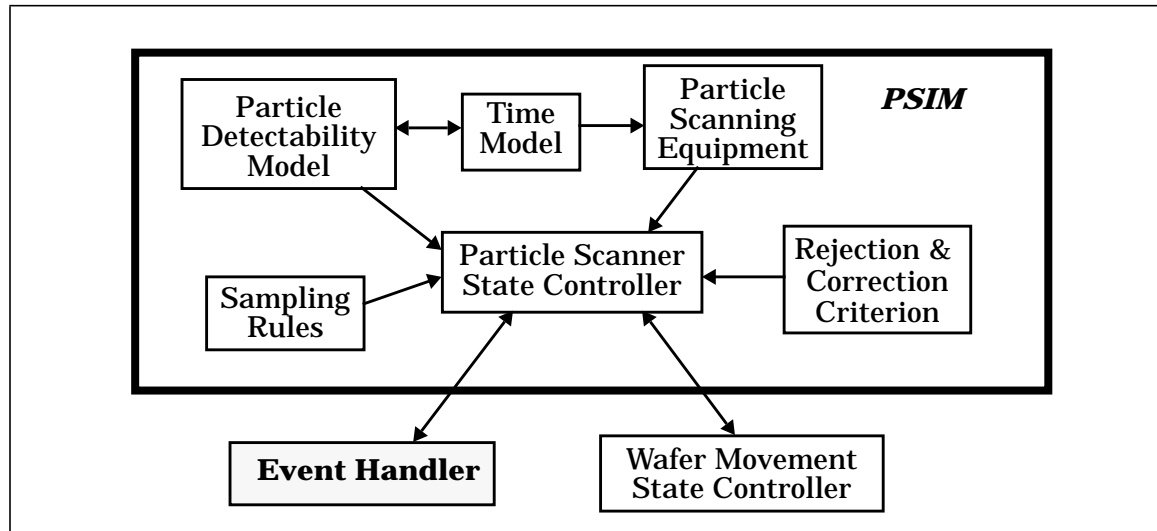 Particle
Detectability
Model
Time
Model
Particle
Scanning
Equipment
PSIM
Particle Scanner
State Controller
Sampling
Rules
Rejection &
Correction
Criterion
Event Handler
Wafer Movement
State Controller